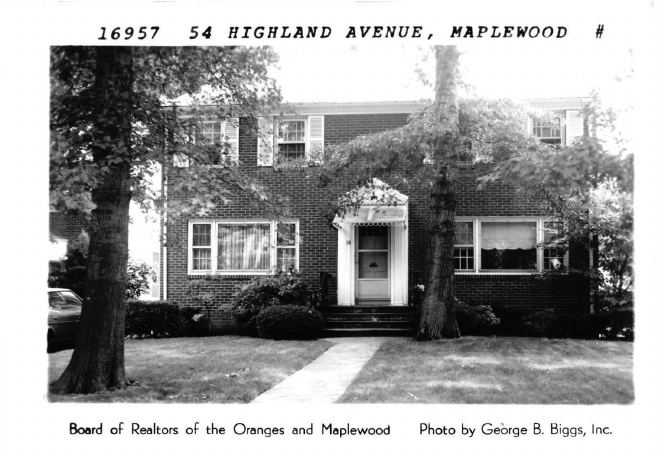 16957 54 HIGHLAND AVENUE, MAPLEWOOD #
Board of Realtors of the Oranges and Maplewood Photo by George B. Biggs, Inc.